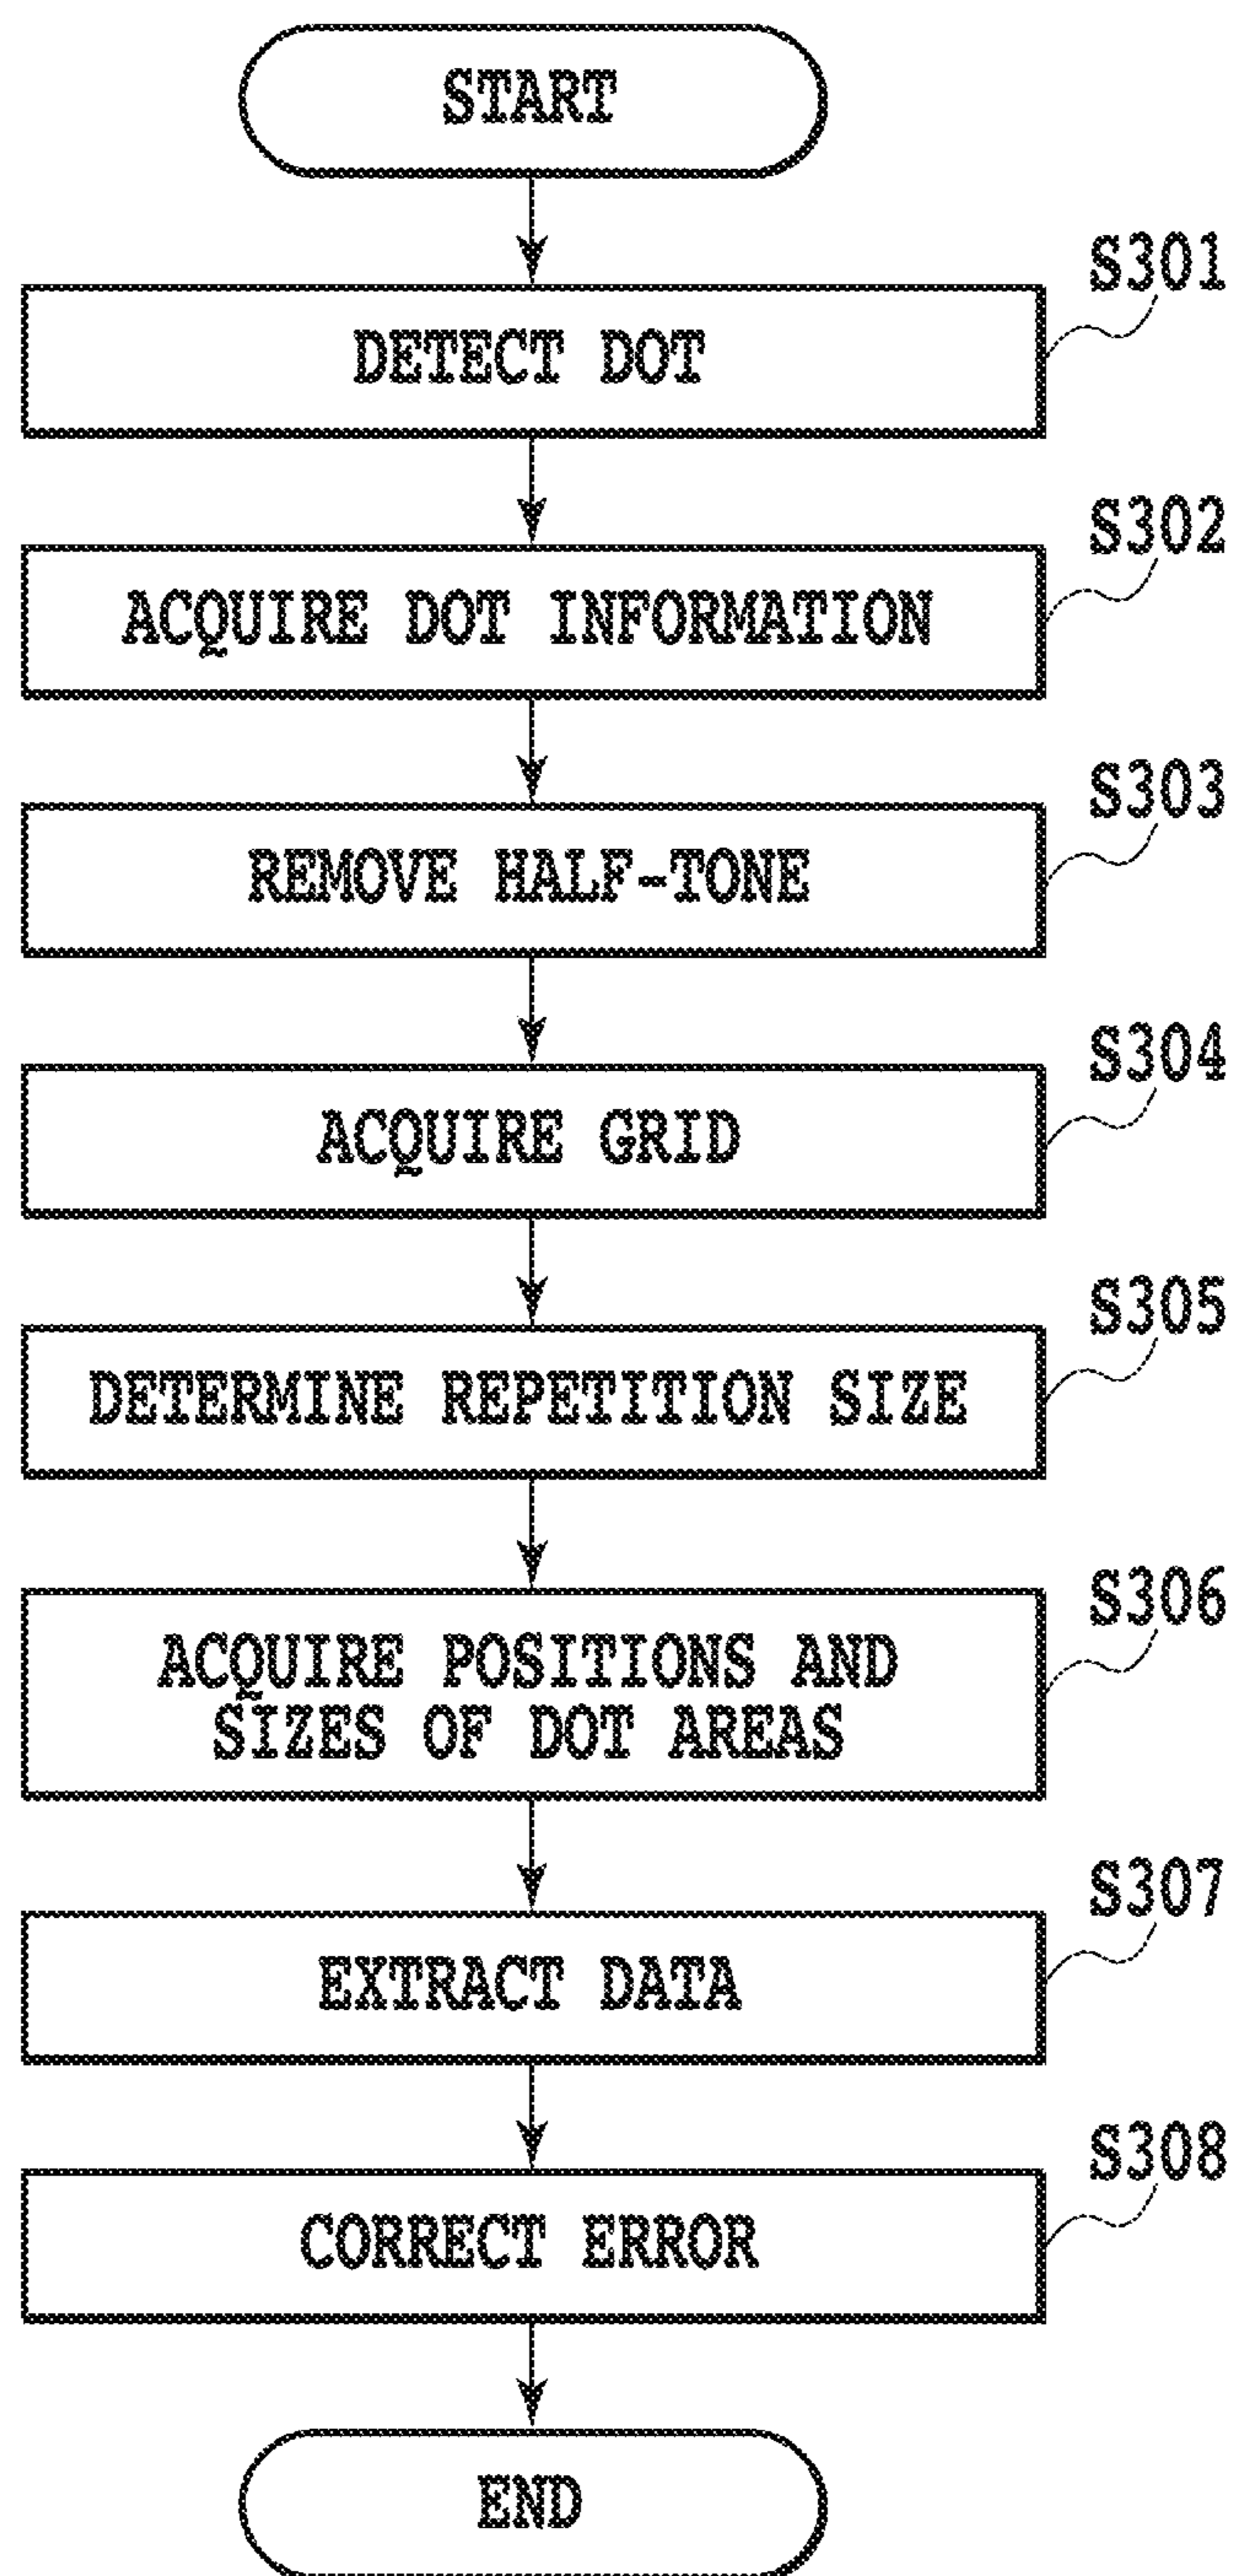 START
S301
DETECT DOT
S302
ACQUIRE DOT INFORMATION
S303
REMOVE HALF-TONE
S304
ACQUIRE GRID
S305
DETERMINE REPETITION SIZE
S306
ACQUIRE POSITIONS AND
SIZES OF DOT AREAS
S307
EXTRACT DATA
S308
CORRECT ERROR
END